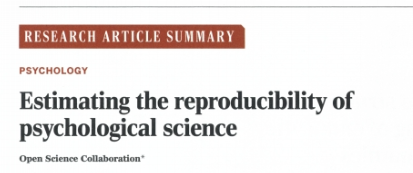 RESEARCH ARTICLE SUMMARY
PSYCHOLOGY
Estimating the reproducibility of
psychological science
Open Science Collaboration*